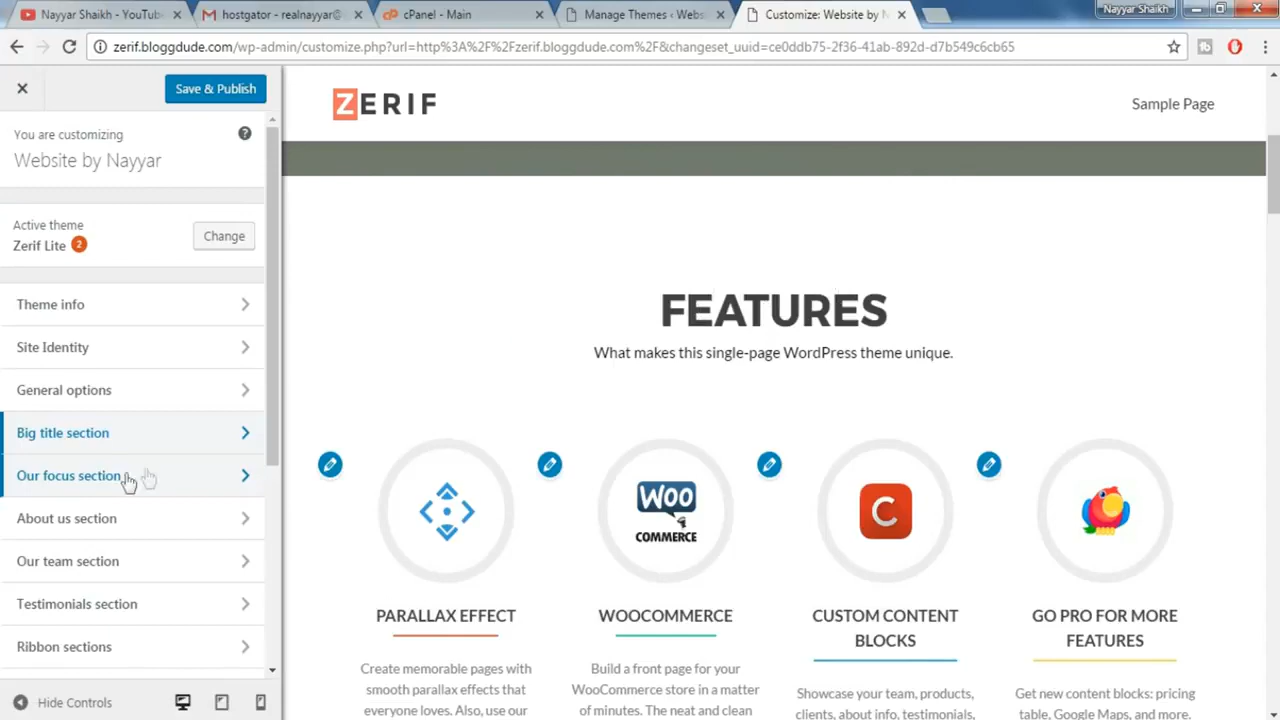 Nayyar Shaikh - YouTube
hostgator - realnayyar@
cPanel - Main
Manage Themes ‹ Webs
Customize: Website by N
Nayyar Shaikh
zerif.bloggdude.com/wp-admin/customize.php?url=http%3A%2F%2Fzerif.bloggdude.com%2F&changeset_uuid=ce0ddb75-2f36-41ab-892d-d7b549c6cb65
Save & Publish
You are customizing
Website by Nayyar
Active theme
Zerif Lite 2
Change
Theme info
Site Identity
General options
Big title section
Our focus section
About us section
Our team section
Testimonials section
Ribbon sections
Hide Controls
ZERIF
Sample Page
FEATURES
What makes this single-page WordPress theme unique.
WOO
COMMERCE
C
PARALLAX EFFECT
Create memorable pages with
smooth parallax effects that
everyone loves. Also, use our
WOOCOMMERCE
Build a front page for your
WooCommerce store in a matter
of minutes. The neat and clean
CUSTOM CONTENT
BLOCKS
Showcase your team, products,
clients, about info, testimonials,
GO PRO FOR MORE
FEATURES
Get new content blocks: pricing
table, Google Maps, and more.